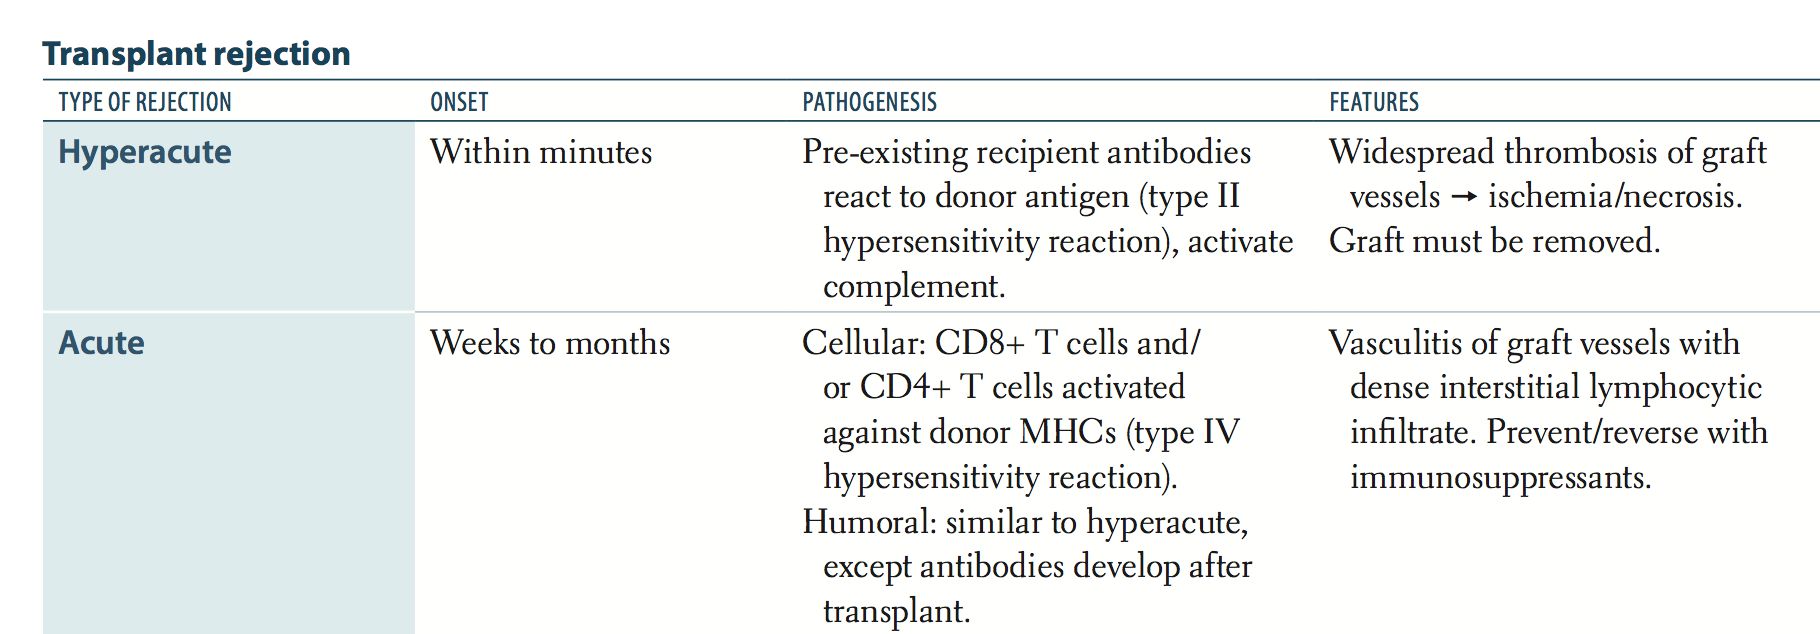 Transplant rejection
TYPE OF REJECTION ONSET PATHOGENESIS FEATURES
Hyperacute
Within minutes
Pre-existing recipient antibodies
react to donor antigen (type II
hypersensitivity reaction), activate
complement.
Widespread thrombosis of graft
vessels → ischemia/necrosis.
Graft must be removed.
Acute
Weeks to months
Cellular: CD8+ T cells and/
or CD4+ T cells activated
against donor MHCs (type IV
hypersensitivity reaction).
Humoral: similar to hyperacute,
except antibodies develop after
transplant.
Vasculitis of graft vessels with
dense interstitial lymphocytic
infiltrate. Prevent/reverse with
immunosuppressants.